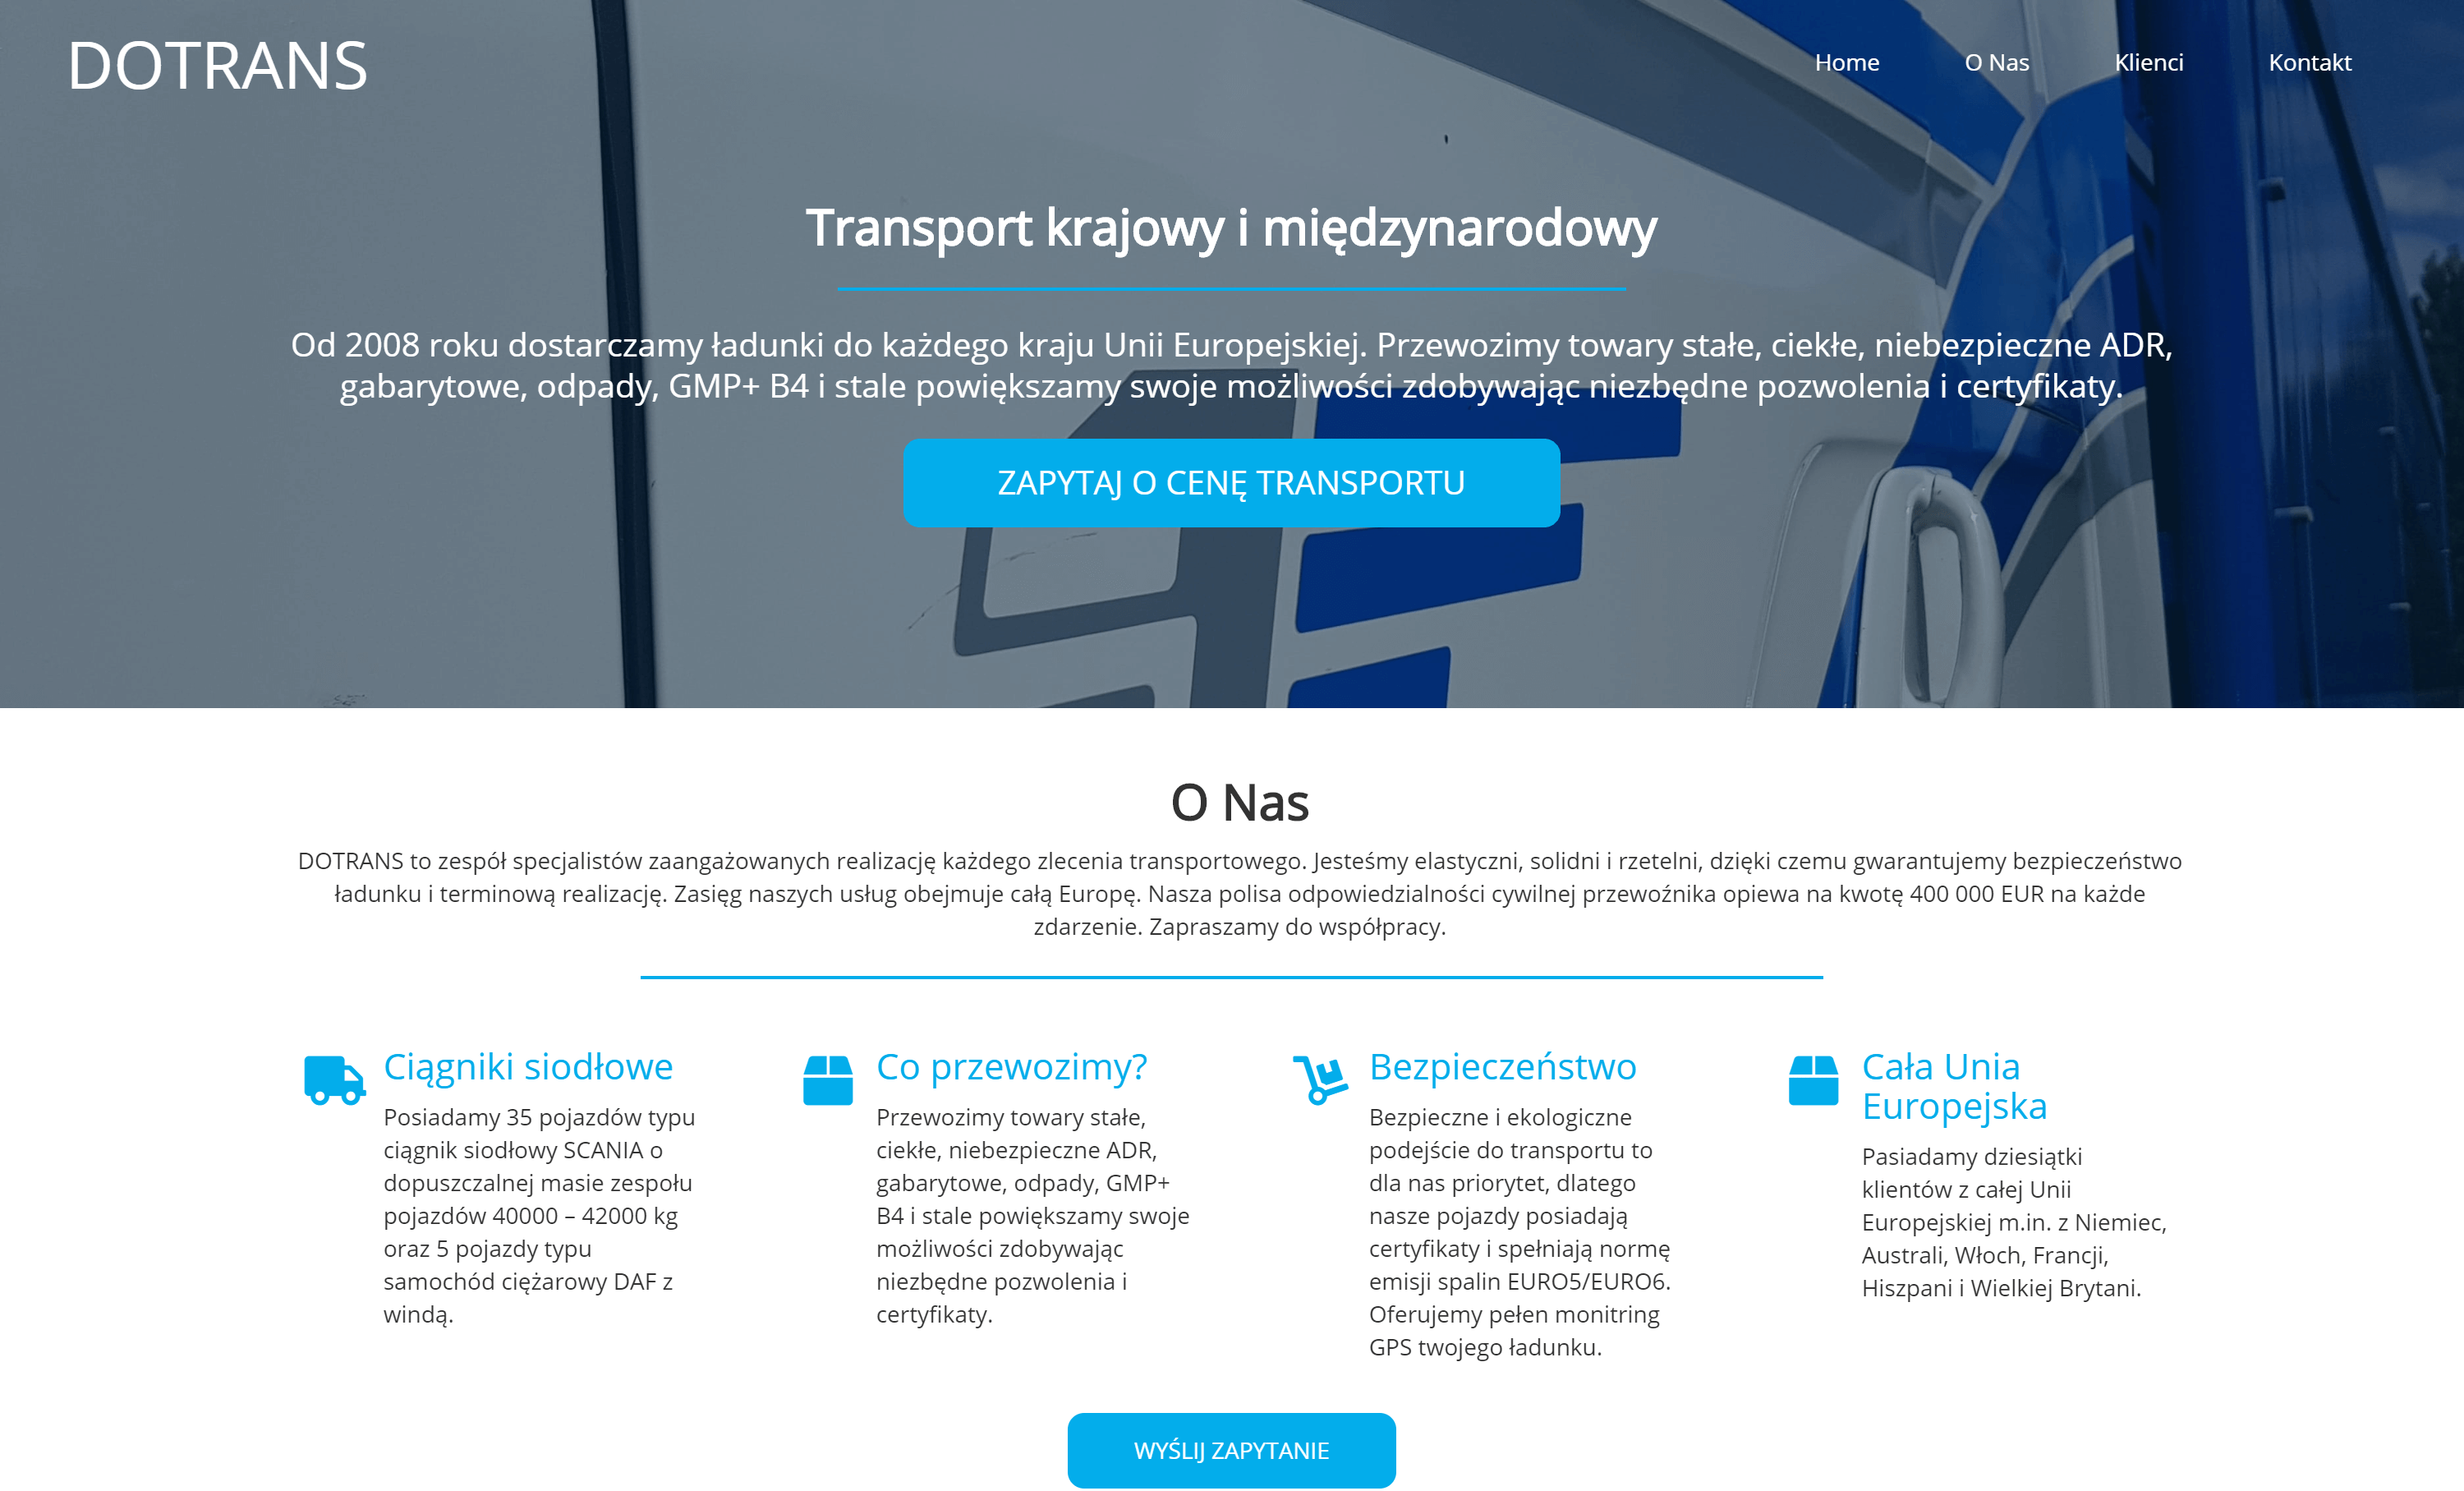 DOTRANS
Home
O Nas
Klienci
Kontakt
Transport krajowy i międzynarodowy
Od 2008 roku dostarczamy ładunki do każdego kraju Unii Europejskiej. Przewozimy towary stałe, ciekłe, niebezpieczne ADR,
gabarytowe, odpady, GMP+ B4 i stale powiększamy swoje możliwości zdobywając niezbędne pozwolenia i certyfikaty.
ZAPYTAJ O CENĘ TRANSPORTU
O Nas
DOTRANS to zespół specjalistów zaangażowanych realizację każdego zlecenia transportowego. Jesteśmy elastyczni, solidni i rzetelni, dzięki czemu gwarantujemy bezpieczeństwo
ładunku i terminową realizację. Zasięg naszych usług obejmuje całą Europę. Nasza polisa odpowiedzialności cywilnej przewoźnika opiewa na kwotę 400 000 EUR na każde
zdarzenie. Zapraszamy do współpracy.
Ciągniki siodłowe
Posiadamy 35 pojazdów typu
ciągnik siodłowy SCANIA o
dopuszczalnej masie zespołu
pojazdów 40000 – 42000 kg
oraz 5 pojazdy typu
samochód ciężarowy DAF z
windą.
Co przewozimy?
Przewozimy towary stałe,
ciekłe, niebezpieczne ADR,
gabarytowe, odpady, GMP+
B4 i stale powiększamy swoje
możliwości zdobywając
niezbędne pozwolenia i
certyfikaty.
Bezpieczeństwo
Bezpieczne i ekologiczne
podejście do transportu to
dla nas priorytet, dlatego
nasze pojazdy posiadają
certyfikaty i spełniają normę
emisji spalin EURO5/EURO6.
Oferujemy pełen monitring
GPS twojego ładunku.
Cała Unia
Europejska
Pasiadamy dziesiątki
klientów z całej Unii
Europejskiej m.in. z Niemiec,
Australi, Włoch, Francji,
Hiszpani i Wielkiej Brytani.
WYŚLIJ ZAPYTANIE